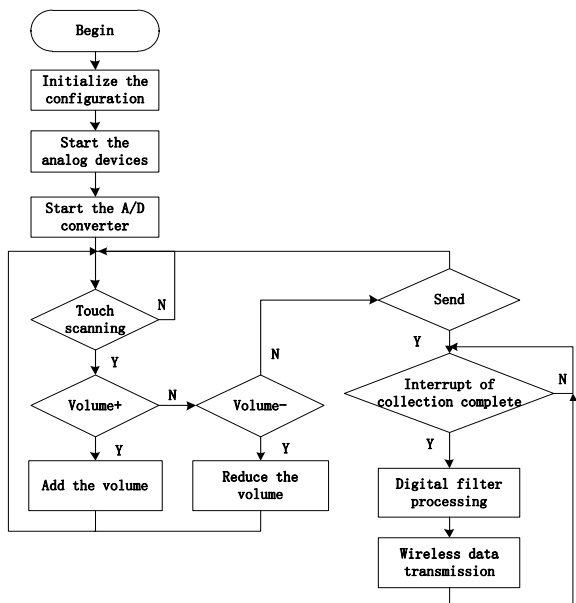 Begin
Initialize the
configuration
Start the
analog devices
Start the A/D
converter
Touch
scanning
N
Y
Send
Y
N
Volume+
N
Volume-
Y
Y
Interrupt of
collection complete
N
Y
Add the volume
Reduce the
volume
Digital filter
processing
Wireless data
transmission